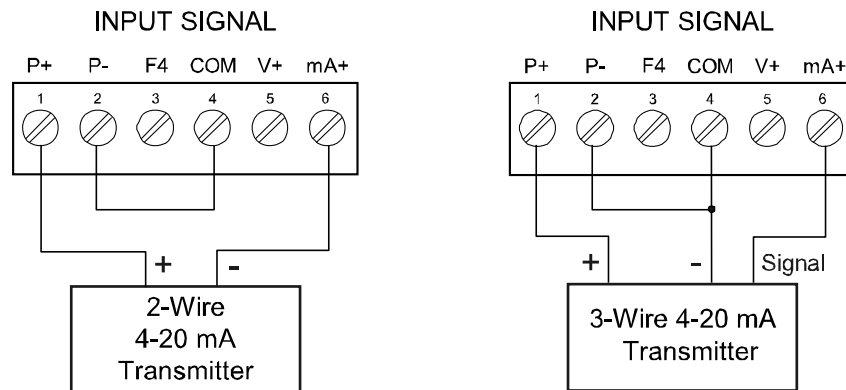 INPUT SIGNAL
P+ P- F4 COM V+ mA+
1 2 3 4 5 6
+ -
2-Wire
4-20 mA
Transmitter
INPUT SIGNAL
P+ P- F4 COM V+ mA+
1 2 3 4 5 6
+ - Signal
3-Wire 4-20 mA
Transmitter